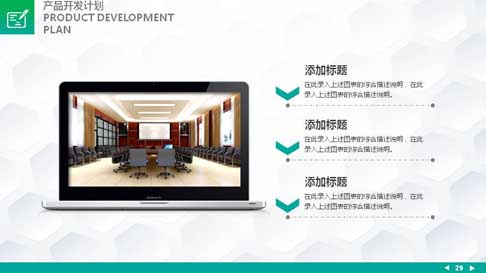 产品开发计划
PRODUCT DEVELOPMENT
PLAN
添加标题
在此录入上述图表的综合描述说明，在此
录入上述图表的综合描述说明。
添加标题
在此录入上述图表的综合描述说明，在此
录入上述图表的综合描述说明。
添加标题
在此录入上述图表的综合描述说明，在此
录入上述图表的综合描述说明。
29